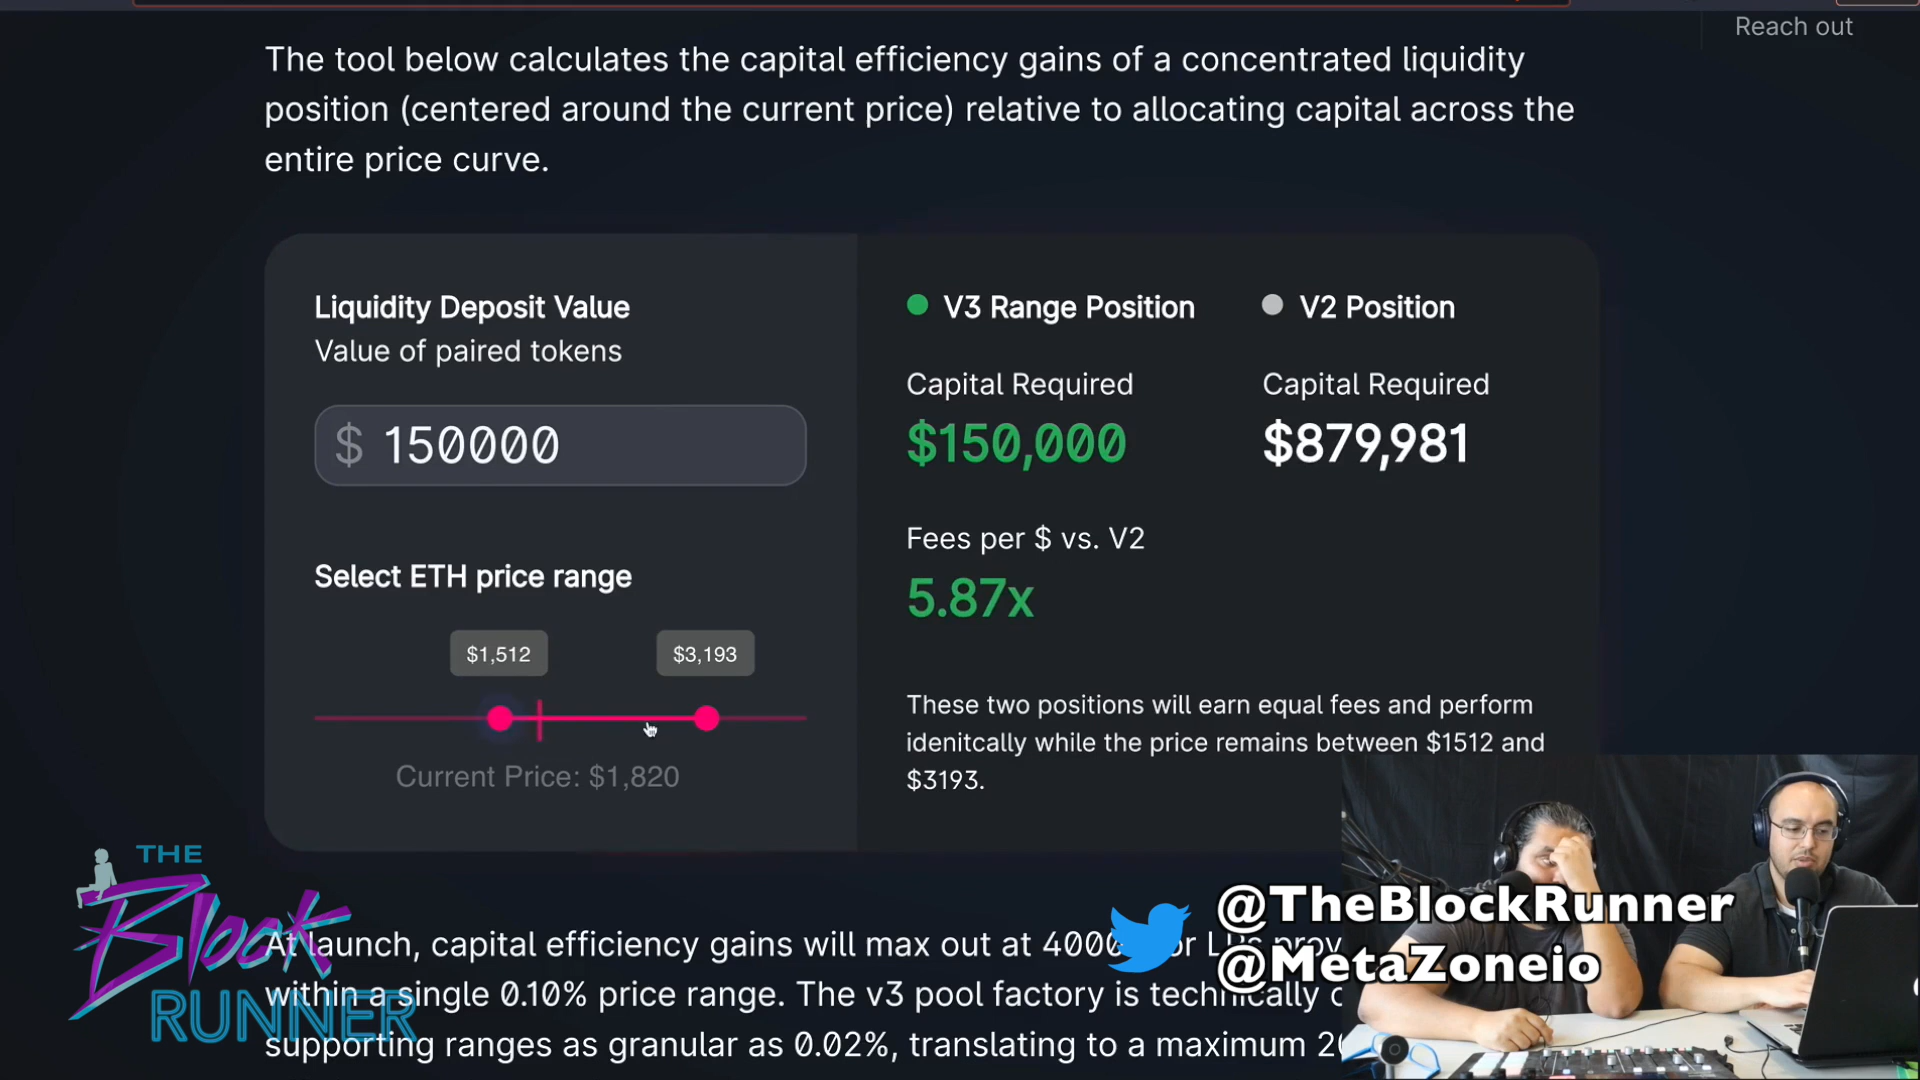 Reach out
The tool below calculates the capital efficiency gains of a concentrated liquidity
position (centered around the current price) relative to allocating capital across the
entire price curve.
Liquidity Deposit Value
Value of paired tokens
$ 150000
Select ETH price range
$1,512
$3,193
Current Price: $1,820
V3 Range Position
Capital Required
$150,000
Fees per $ vs. V2
5.87x
V2 Position
Capital Required
$879,981
These two positions will earn equal fees and perform
idenitcally while the price remains between $1512 and
$3193.
THE
Block
RUNNER
At launch, capital efficiency gains will max out at
within a single 0.10% price range. The v3 pool factory is technically
supporting ranges as granular as 0.02%, translating to a maximum
@TheBlockRunner
@MetaZoneio